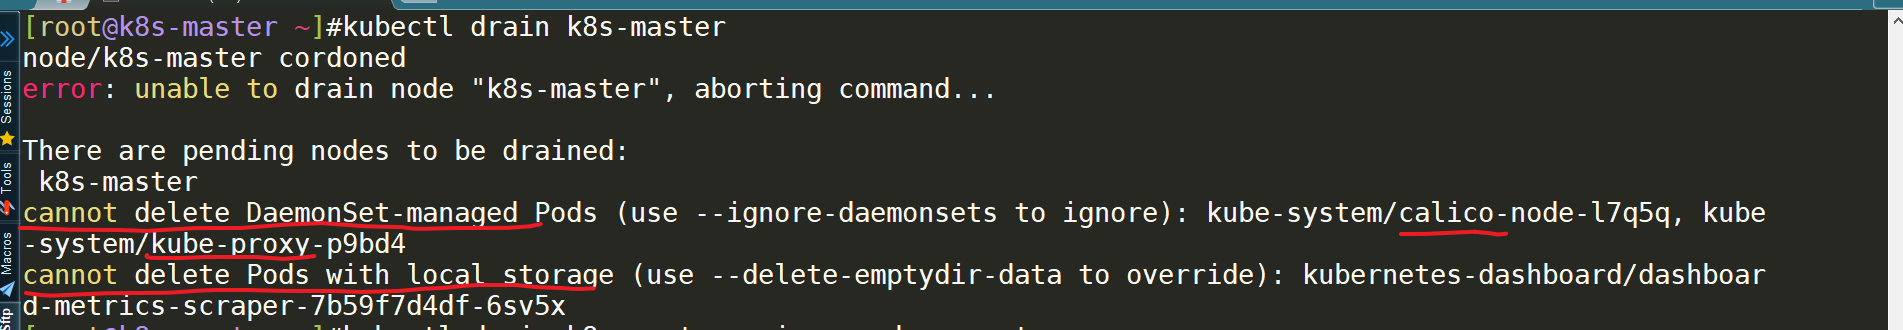 [root@k8s-master ~]#kubectl drain k8s-master
node/k8s-master cordoned
error: unable to drain node "k8s-master", aborting command...
There are pending nodes to be drained:
k8s-master
cannot delete DaemonSet-managed Pods (use --ignore-daemonsets to ignore): kube-system/calico-node-l7q5q, kube
-system/kube-proxy-p9bd4
cannot delete Pods with local storage (use --delete-emptydir-data to override): kubernetes-dashboard/dashboar
d-metrics-scraper-7b59f7d4df-6sv5x
Sessions
Tools
Macros
Sftp